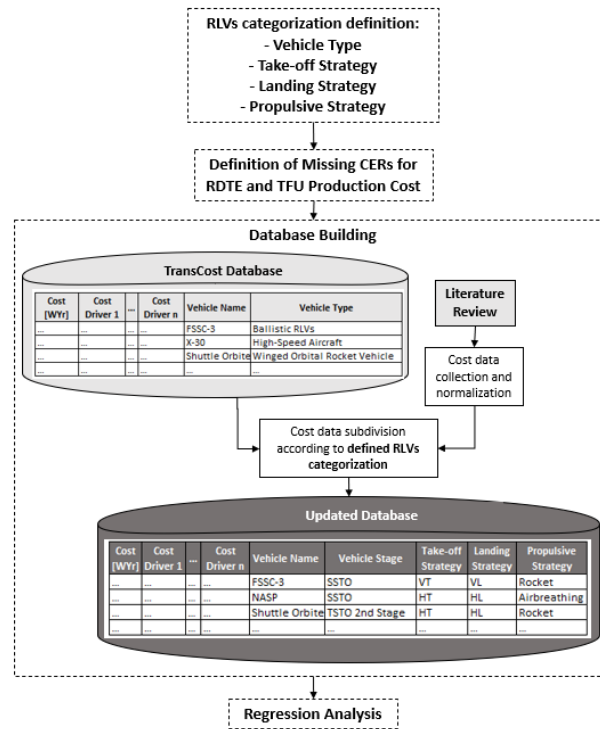 RLVs categorization definition:
- Vehicle Type
- Take-off Strategy
- Landing Strategy
- Propulsive Strategy
Definition of Missing CERs for
RDTE and TFU Production Cost
Database Building
TransCost Database
Cost [WYr] Cost Driver 1 ... Cost Driver n Vehicle Name Vehicle Type
... ... ... ... FSSC-3 Ballistic RLVs
... ... ... ... X-30 High-Speed Aircraft
... ... ... ... Shuttle Orbite Winged Orbital Rocket Vehicle
... ... ... ... ... ...
Literature
Review
Cost data
collection and
normalization
Cost data subdivision
according to defined RLVs
categorization
Updated Database
Cost [WYr] Cost Driver 1 ... Cost Driver n Vehicle Name Vehicle Stage Take-off Strategy Landing Strategy Propulsive Strategy
... ... ... ... FSSC-3 SSTO VT VL Rocket
... ... ... ... NASP SSTO HT HL Airbreathing
... ... ... ... Shuttle Orbite TSTO 2nd Stage HT HL Rocket
... ... ... ... ... ... ... ... ...
Regression Analysis